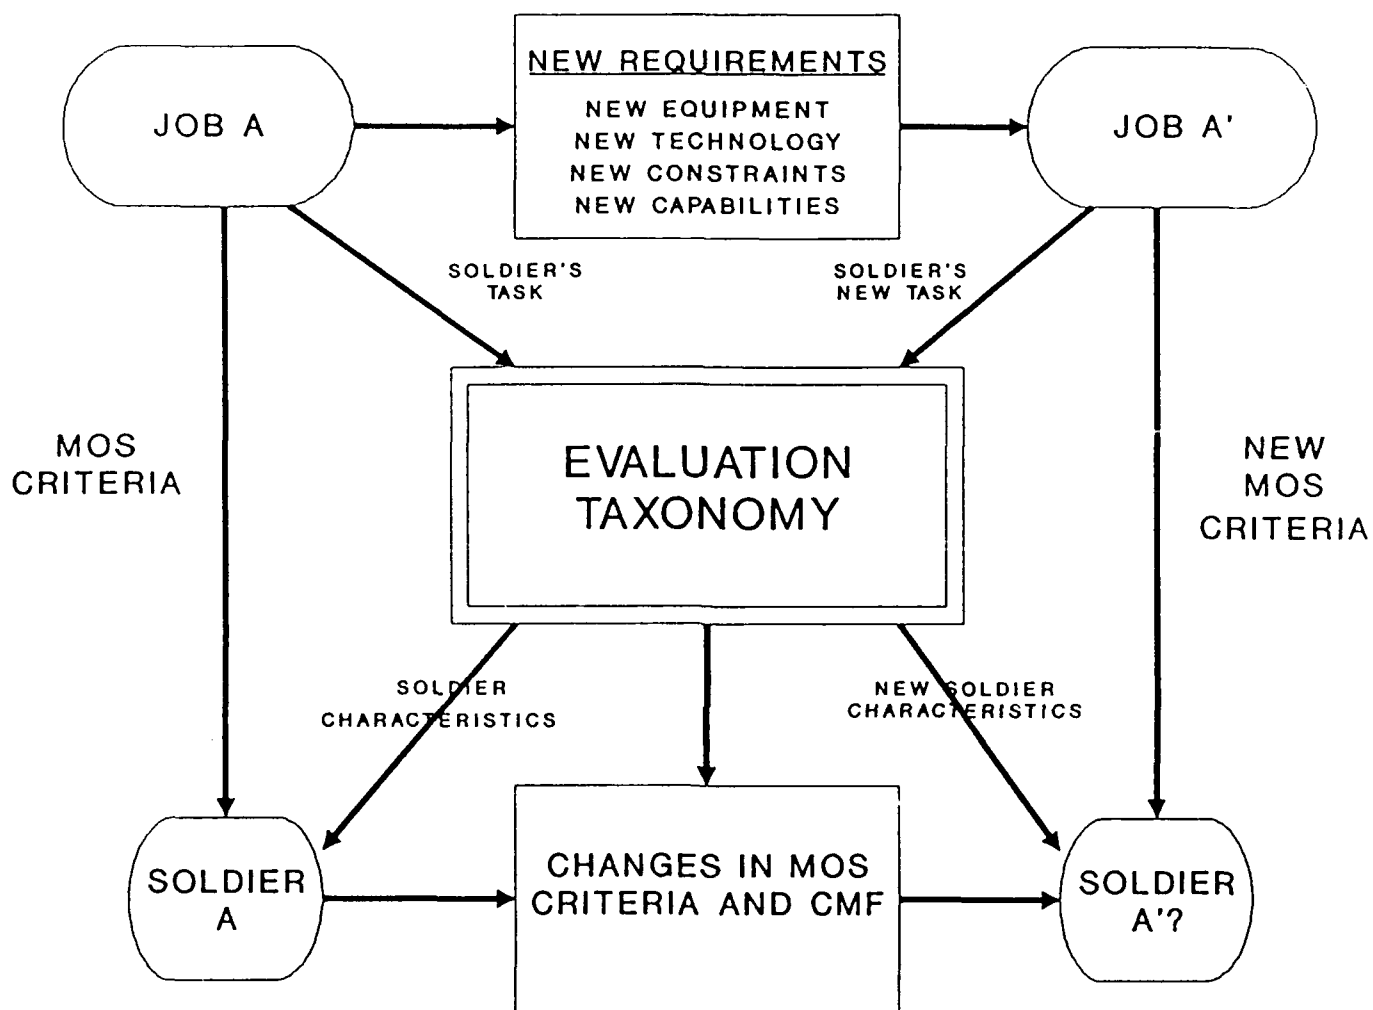 JOB A
NEW REQUIREMENTS
NEW EQUIPMENT
NEW TECHNOLOGY
NEW CONSTRAINTS
NEW CAPABILITIES
JOB A'
SOLDIER'S
TASK
SOLDIER'S
NEW TASK
MOS
CRITERIA
EVALUATION
TAXONOMY
NEW
MOS
CRITERIA
SOLDIER
CHARACTERISTICS
NEW SOLDIER
CHARACTERISTICS
SOLDIER
A
CHANGES IN MOS
CRITERIA AND CMF
SOLDIER
A'?